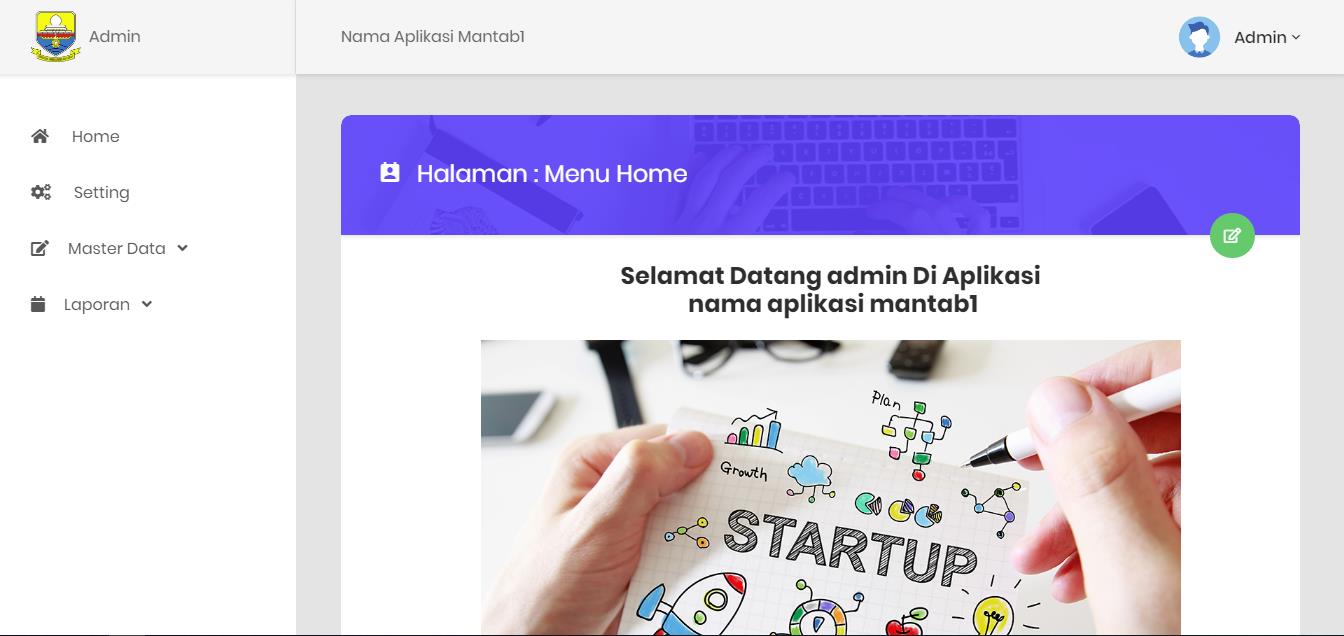 Admin
Nama Aplikasi Mantab1
Admin
Home
Setting
Master Data
Laporan
Halaman : Menu Home
Selamat Datang admin Di Aplikasi
nama aplikasi mantab1
Plan
Growth
STARTUP